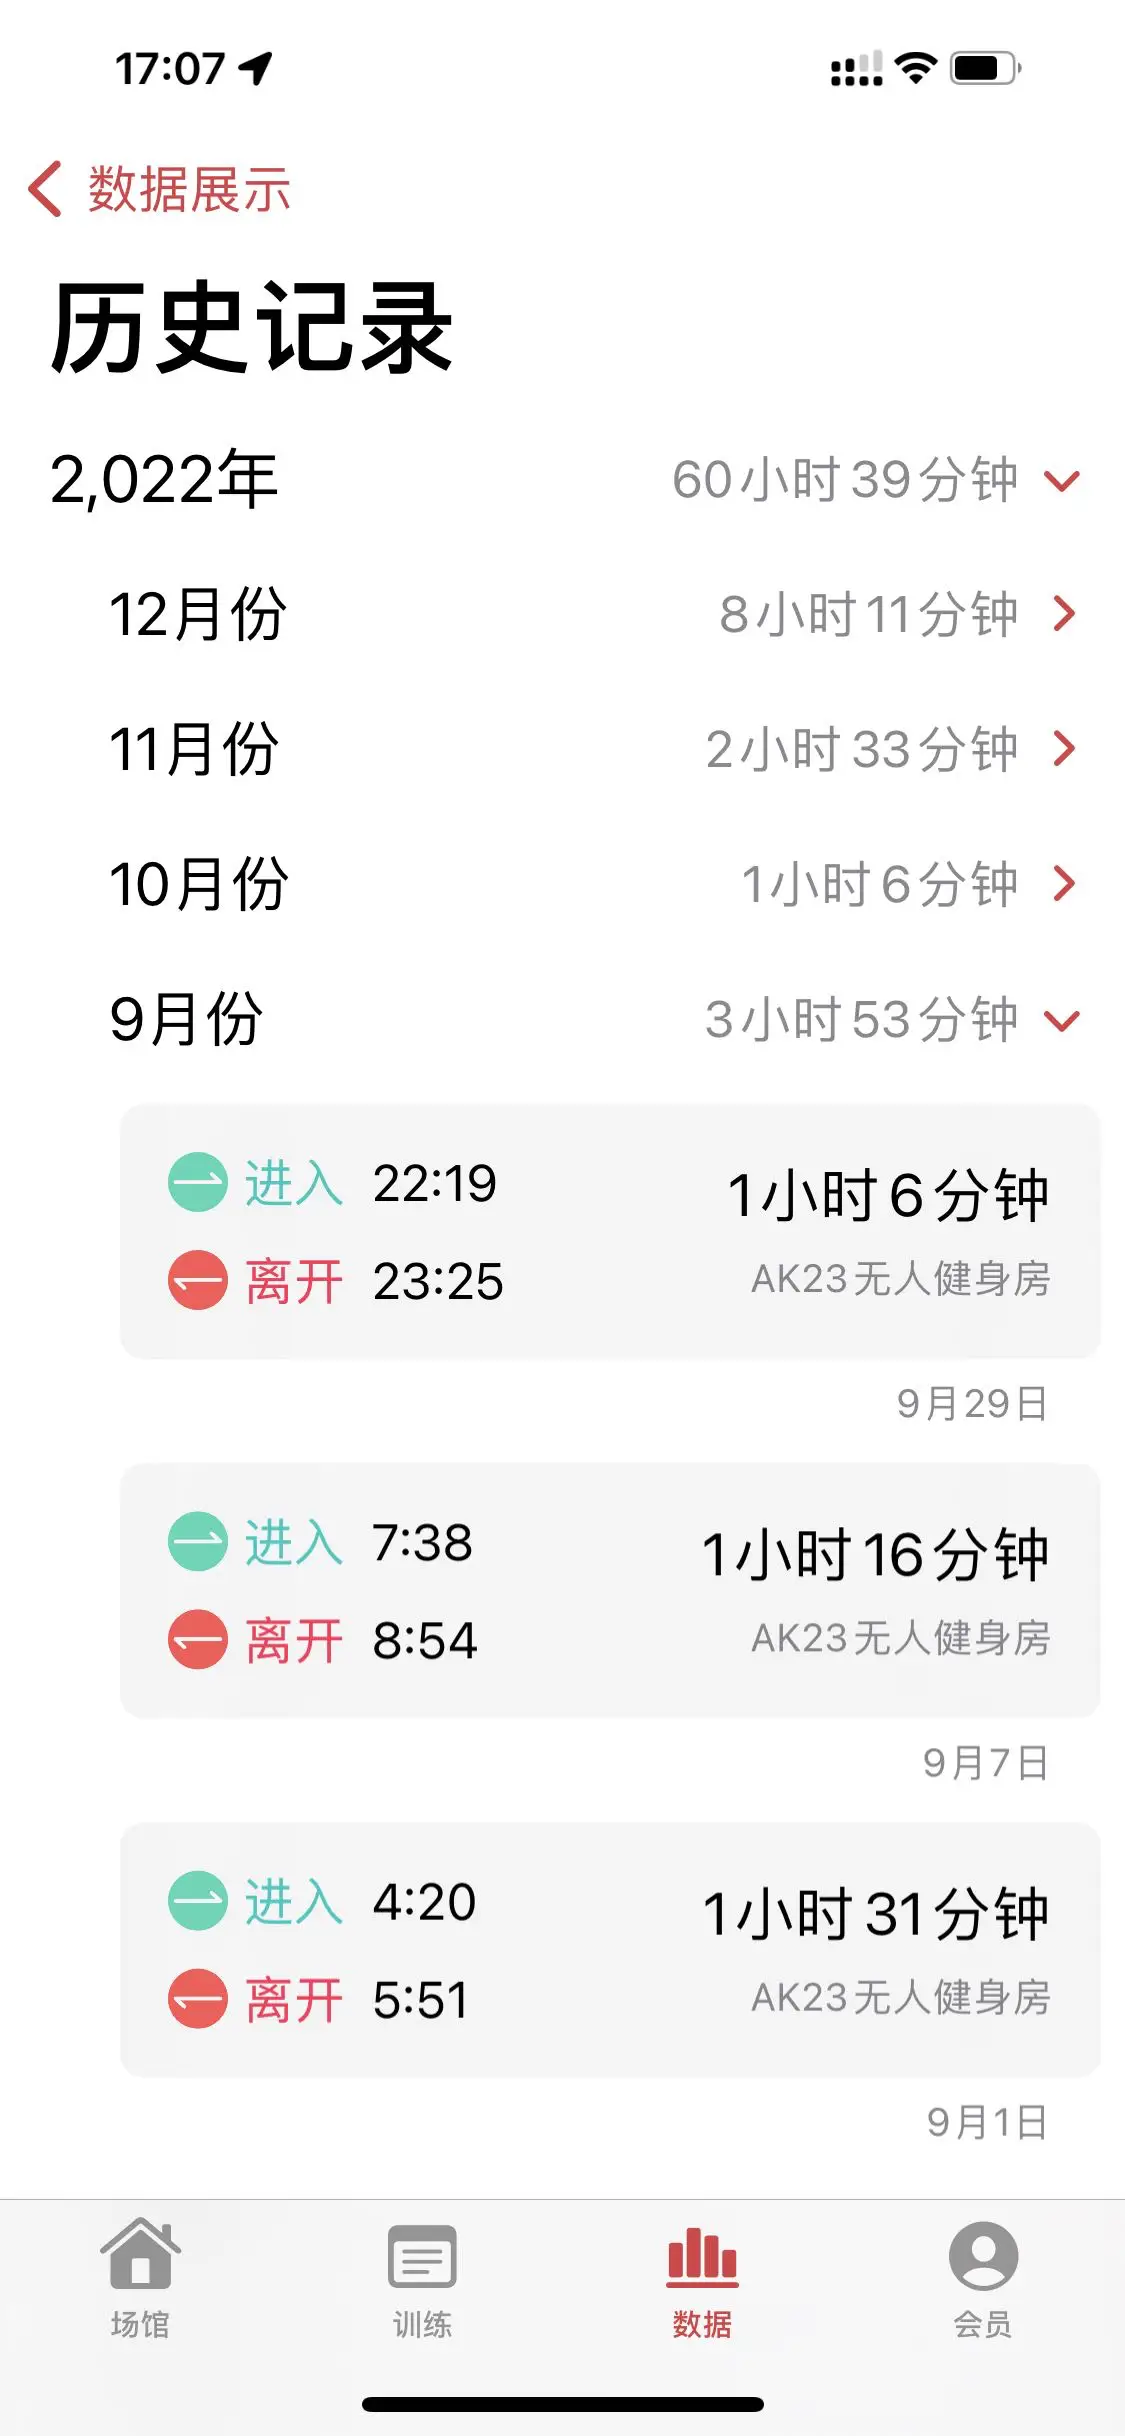 17:07
数据展示
历史记录
2,022年 60小时39分钟
12月份 8小时11分钟
11月份 2小时33分钟
10月份 1小时6分钟
9月份 3小时53分钟
进入 22:19 1小时6分钟
离开 23:25 AK23无人健身房
9月29日
进入 7:38 1小时16分钟
离开 8:54 AK23无人健身房
9月7日
进入 4:20 1小时31分钟
离开 5:51 AK23无人健身房
9月1日
场馆 训练 数据 会员